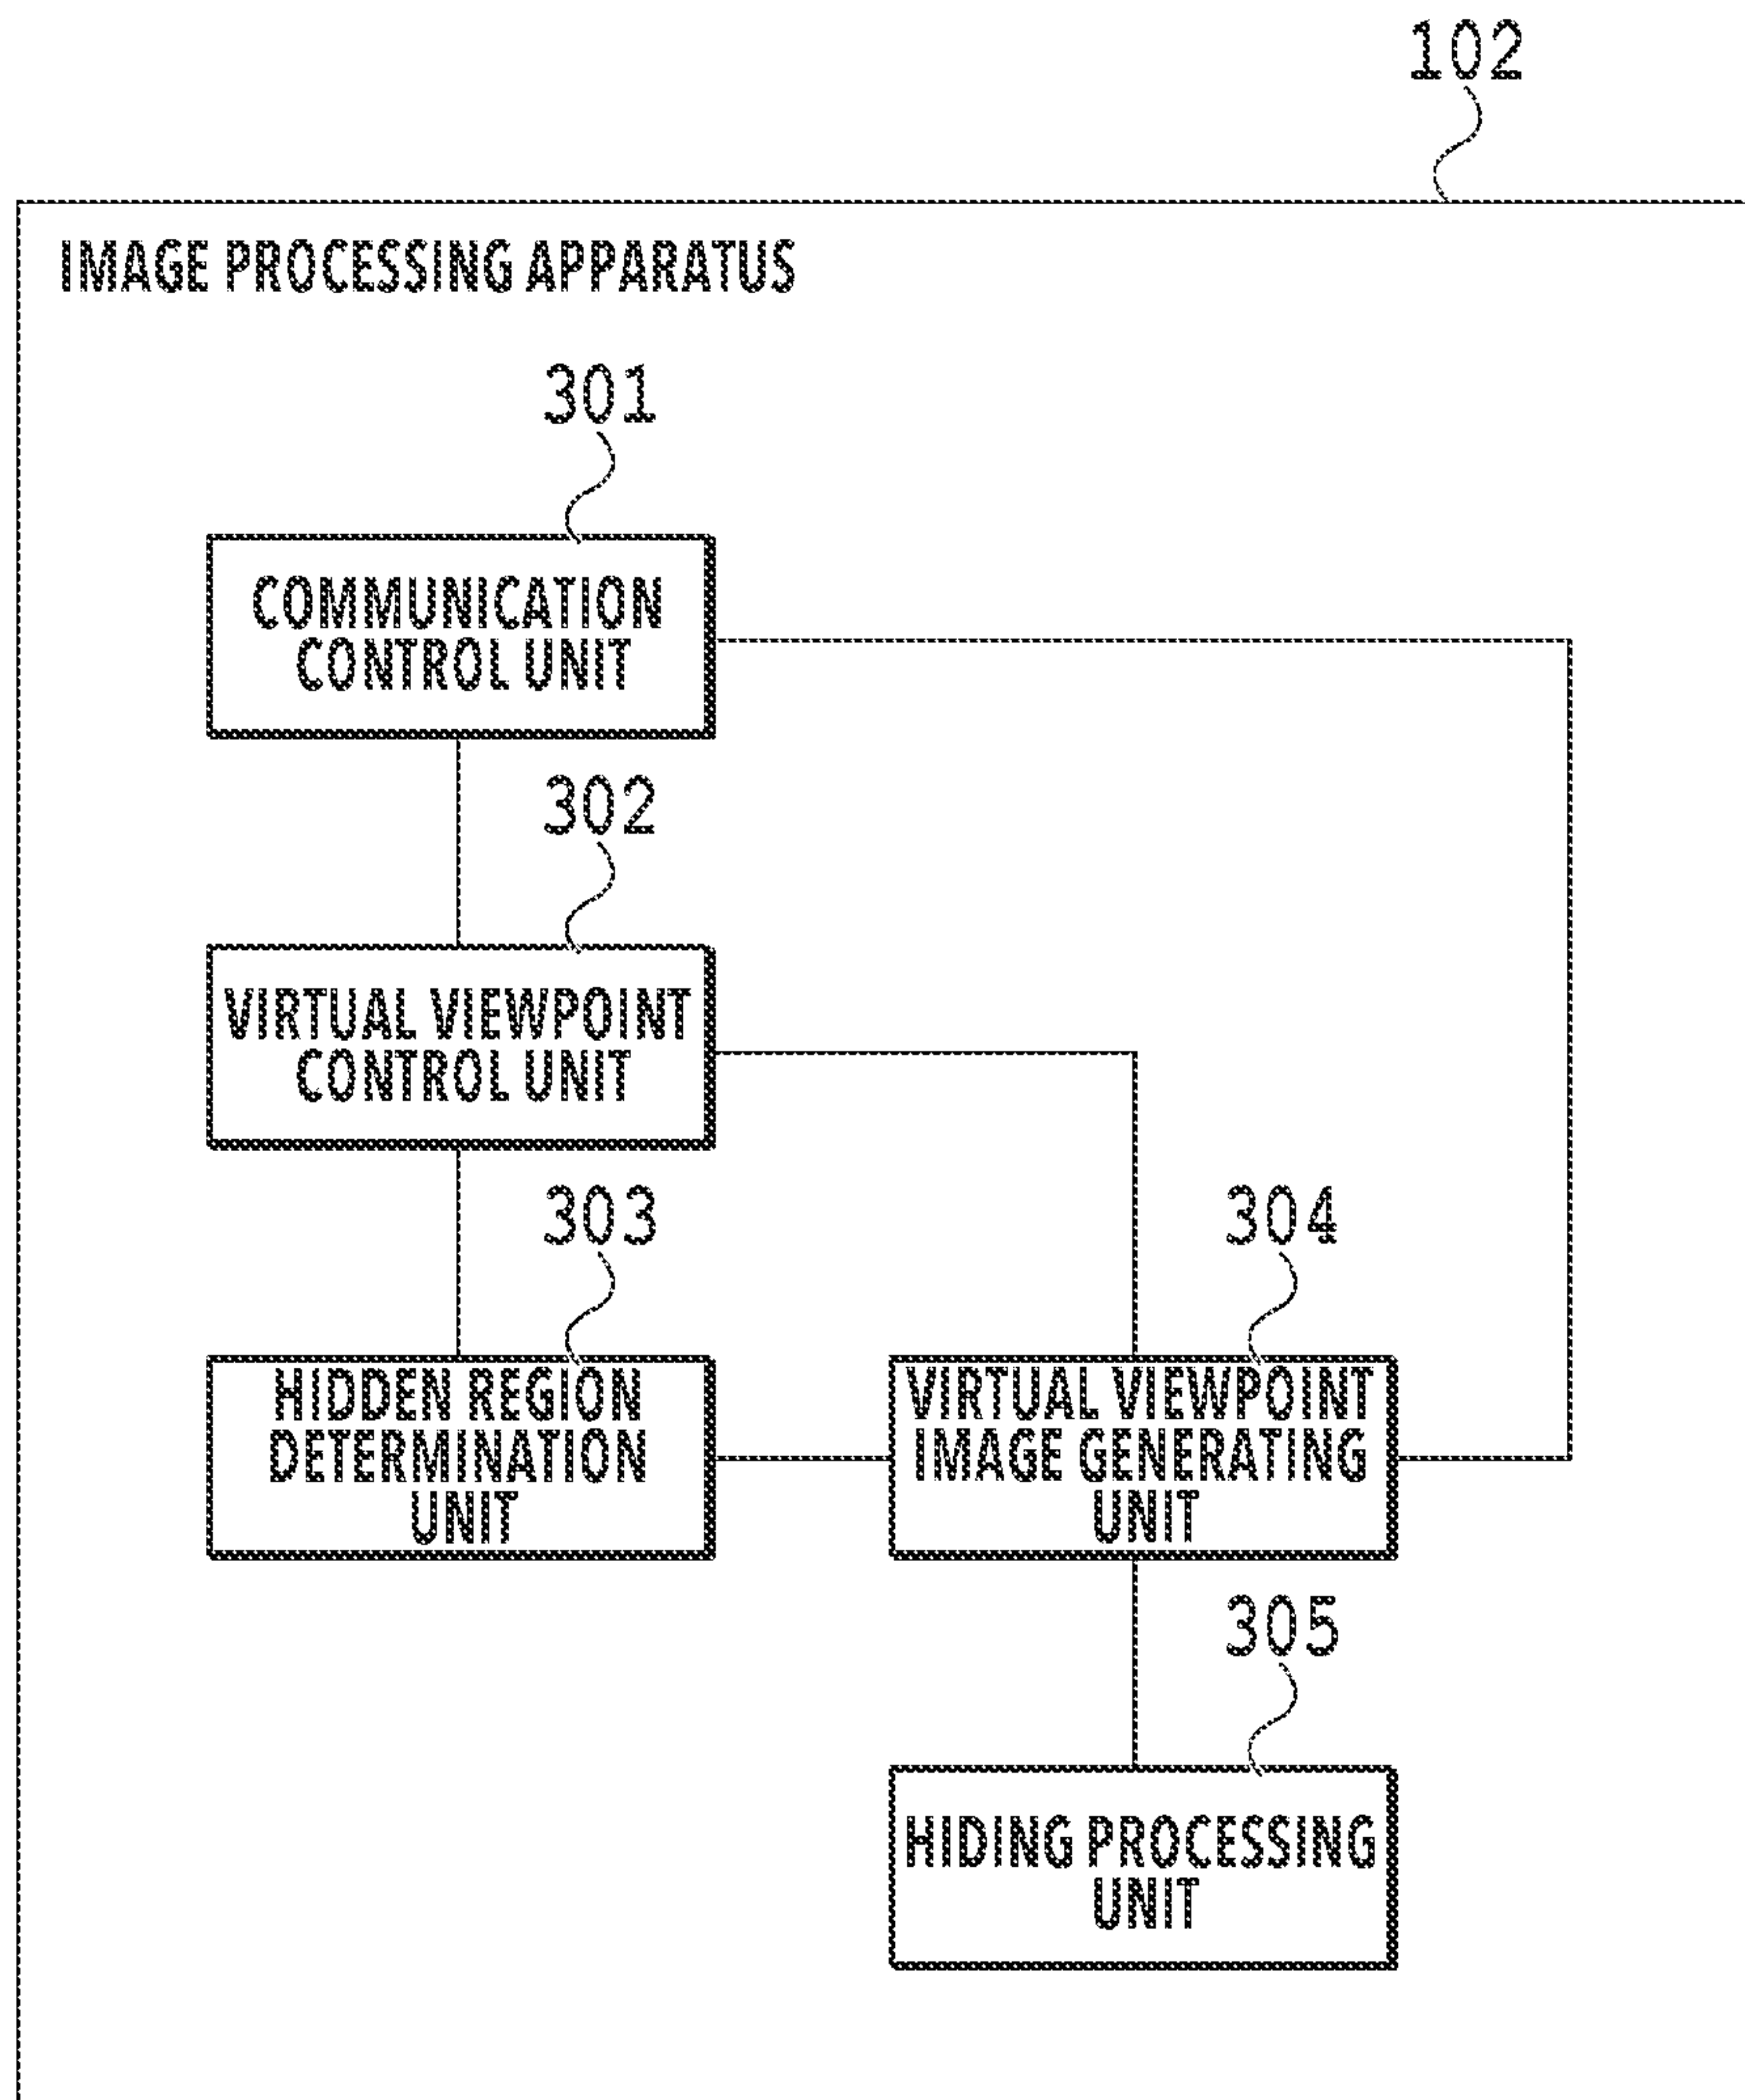 102
IMAGE PROCESSING APPARATUS
301
COMMUNICATION
CONTROL UNIT
302
VIRTUAL VIEWPOINT
CONTROL UNIT
303
HIDDEN REGION
DETERMINATION
UNIT
304
VIRTUAL VIEWPOINT
IMAGE GENERATING
UNIT
305
HIDING PROCESSING
UNIT